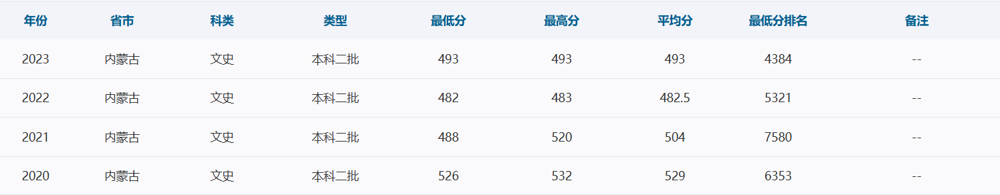 年份 省市 科类 类型 最低分 最高分 平均分 最低分排名 备注
2023 内蒙古 文史 本科二批 493 493 493 4384 --
2022 内蒙古 文史 本科二批 482 483 482.5 5321 --
2021 内蒙古 文史 本科二批 488 520 504 7580 --
2020 内蒙古 文史 本科二批 526 532 529 6353 --